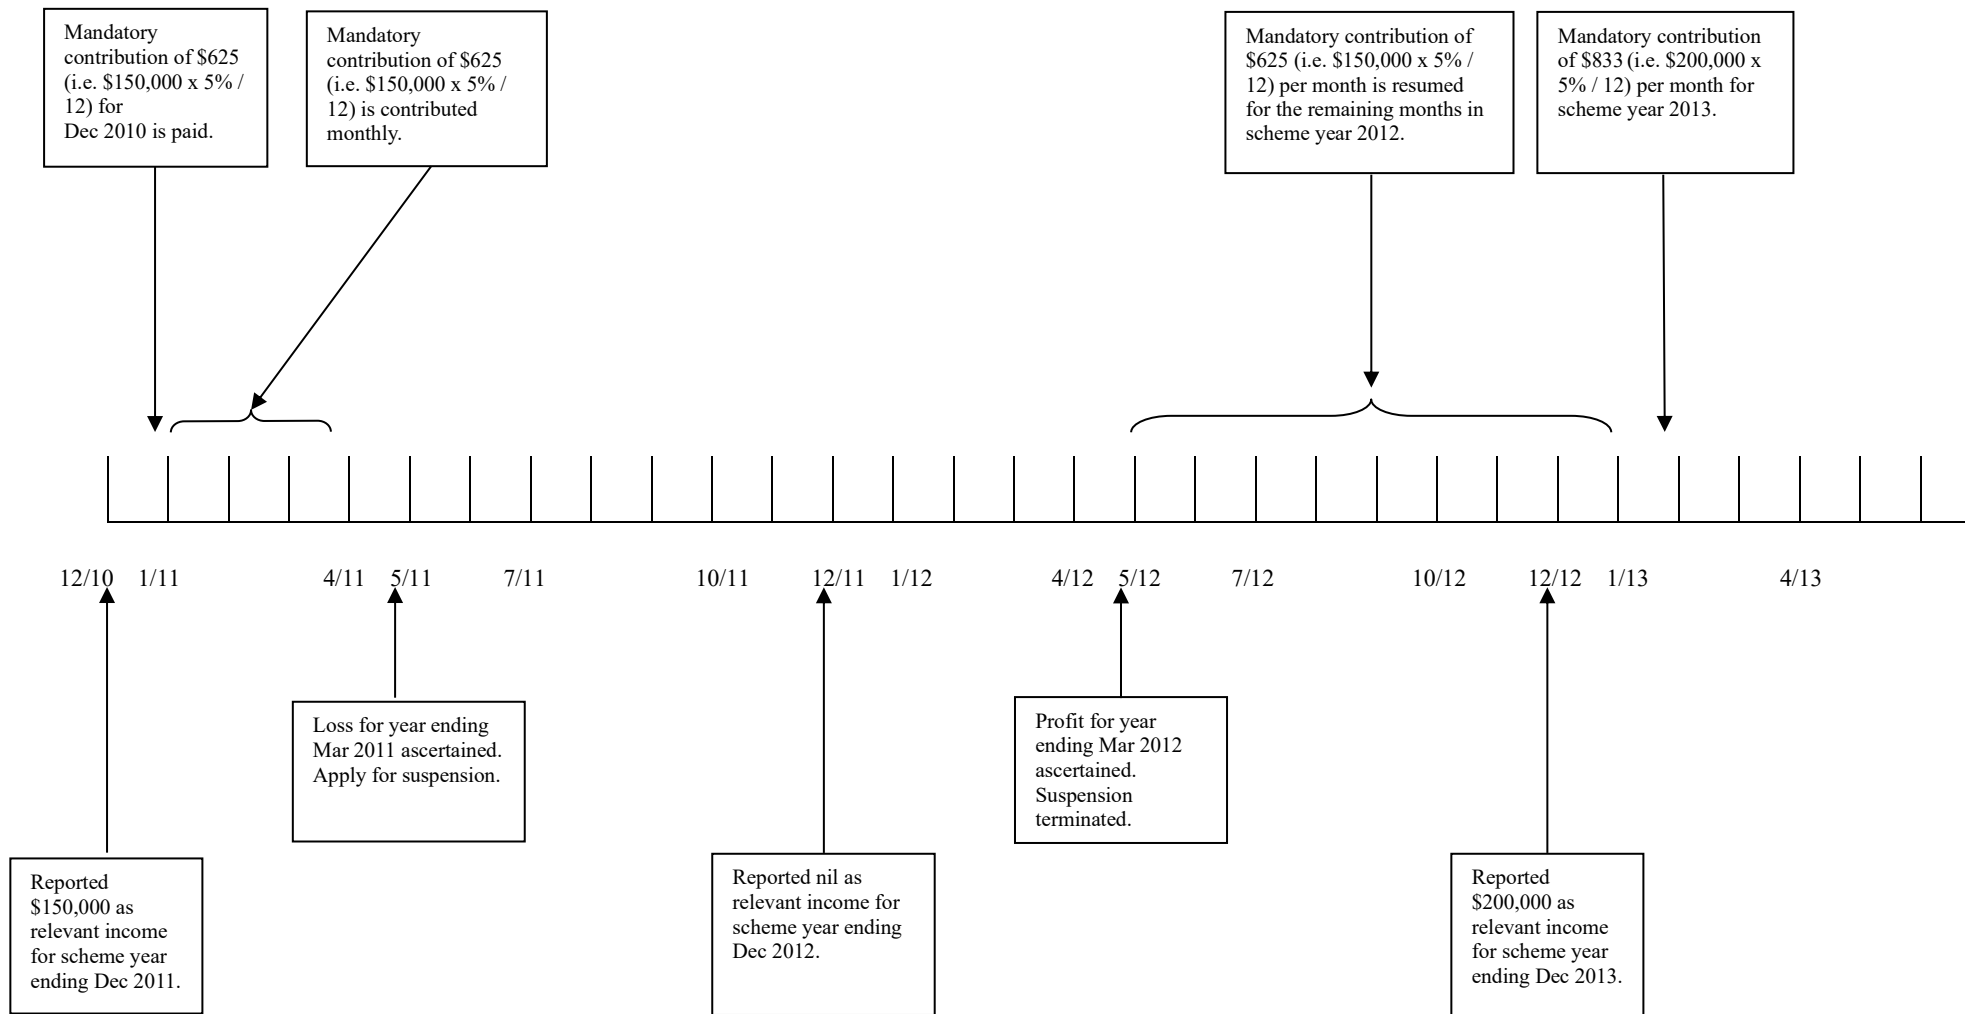 Mandatory
contribution of $625
(i.e. $150,000 x 5% /
12) for
Dec 2010 is paid.
Mandatory
contribution of $625
(i.e. $150,000 x 5% /
12) is contributed
monthly.
Mandatory contribution of
$625 (i.e. $150,000 x 5% /
12) per month is resumed
for the remaining months in
scheme year 2012.
Mandatory contribution
of $833 (i.e. $200,000 x
5% / 12) per month for
scheme year 2013.
12/10 1/11 4/11 5/11 7/11 10/11 12/11 1/12 4/12 5/12 7/12 10/12 12/12 1/13 4/13
Loss for year ending
Mar 2011 ascertained.
Apply for suspension.
Profit for year
ending Mar 2012
ascertained.
Suspension
terminated.
Reported
$150,000 as
relevant income
for scheme year
ending Dec 2011.
Reported nil as
relevant income for
scheme year ending
Dec 2012.
Reported
$200,000 as
relevant income
for scheme year
ending Dec 2013.